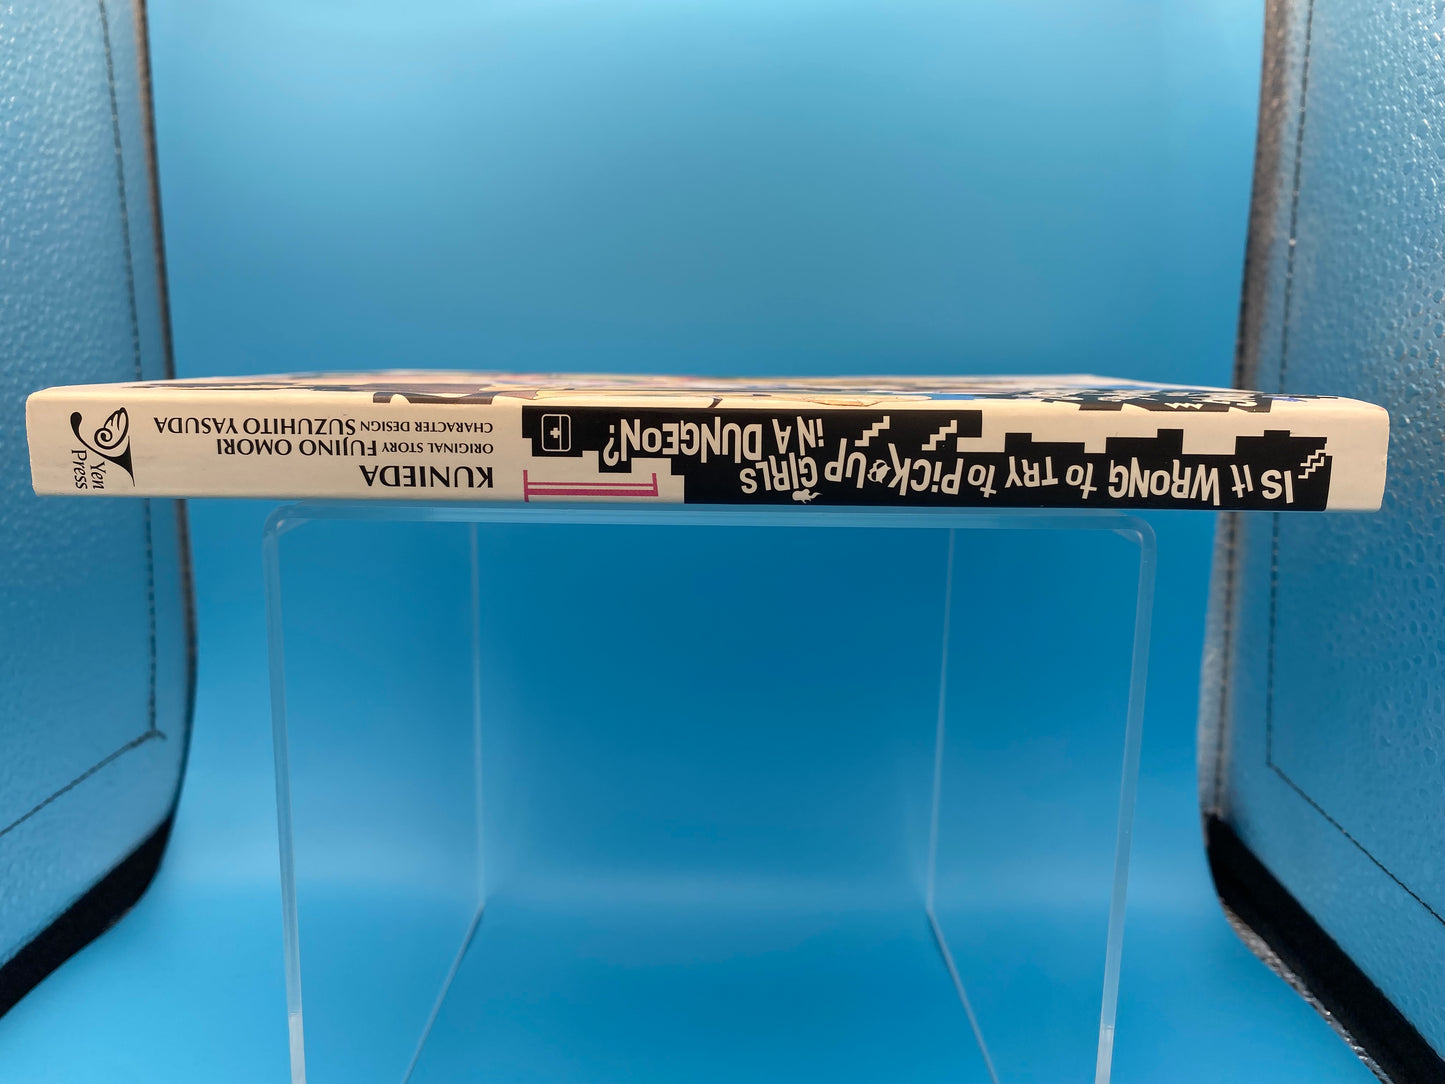 IS iT WRONG to TRY to PiCK UP GIRLS
iN A DUNGEON?
1
KUNIEDA
ORIGINAL STORY FUJINO OMORI
CHARACTER DESIGN SUZUHITO YASUDA
Yen
Press